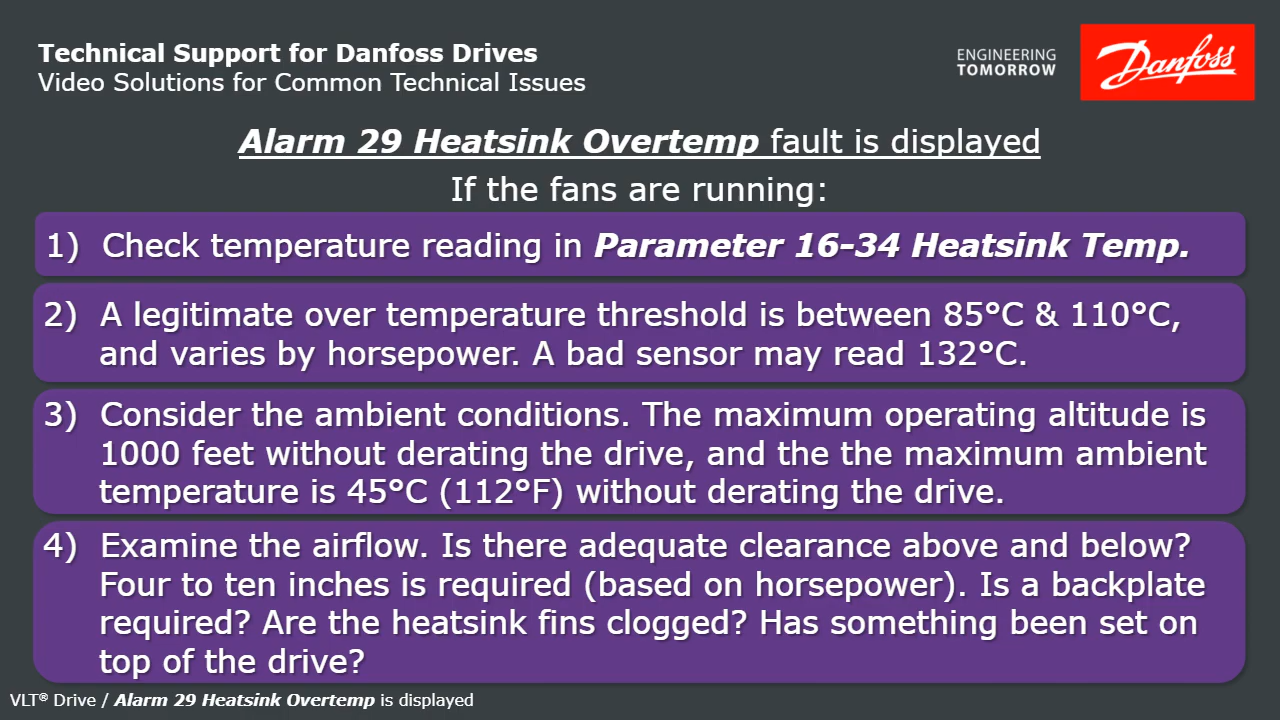 Technical Support for Danfoss Drives
Video Solutions for Common Technical Issues
ENGINEERING
TOMORROW
Danfoss
Alarm 29 Heatsink Overtemp fault is displayed
If the fans are running:
1) Check temperature reading in Parameter 16-34 Heatsink Temp.
2) A legitimate over temperature threshold is between 85°C & 110°C,
and varies by horsepower. A bad sensor may read 132°C.
3) Consider the ambient conditions. The maximum operating altitude is
1000 feet without derating the drive, and the the maximum ambient
temperature is 45°C (112°F) without derating the drive.
4) Examine the airflow. Is there adequate clearance above and below?
Four to ten inches is required (based on horsepower). Is a backplate
required? Are the heatsink fins clogged? Has something been set on
top of the drive?
VLT® Drive / Alarm 29 Heatsink Overtemp is displayed